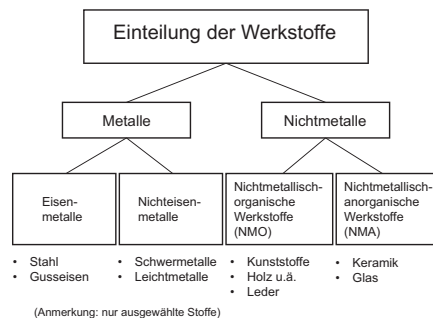 Einteilung der Werkstoffe
Metalle
Nichtmetalle
Eisen-
metalle
Nichteisen-
metalle
Nichtmetallisch-
organische
Werkstoffe
(NMO)
Nichtmetallisch-
anorganische
Werkstoffe
(NMA)
• Stahl
• Gusseisen
• Schwermetalle
• Leichtmetalle
• Kunststoffe
• Holz u.ä.
• Leder
• Keramik
• Glas
(Anmerkung: nur ausgewählte Stoffe)